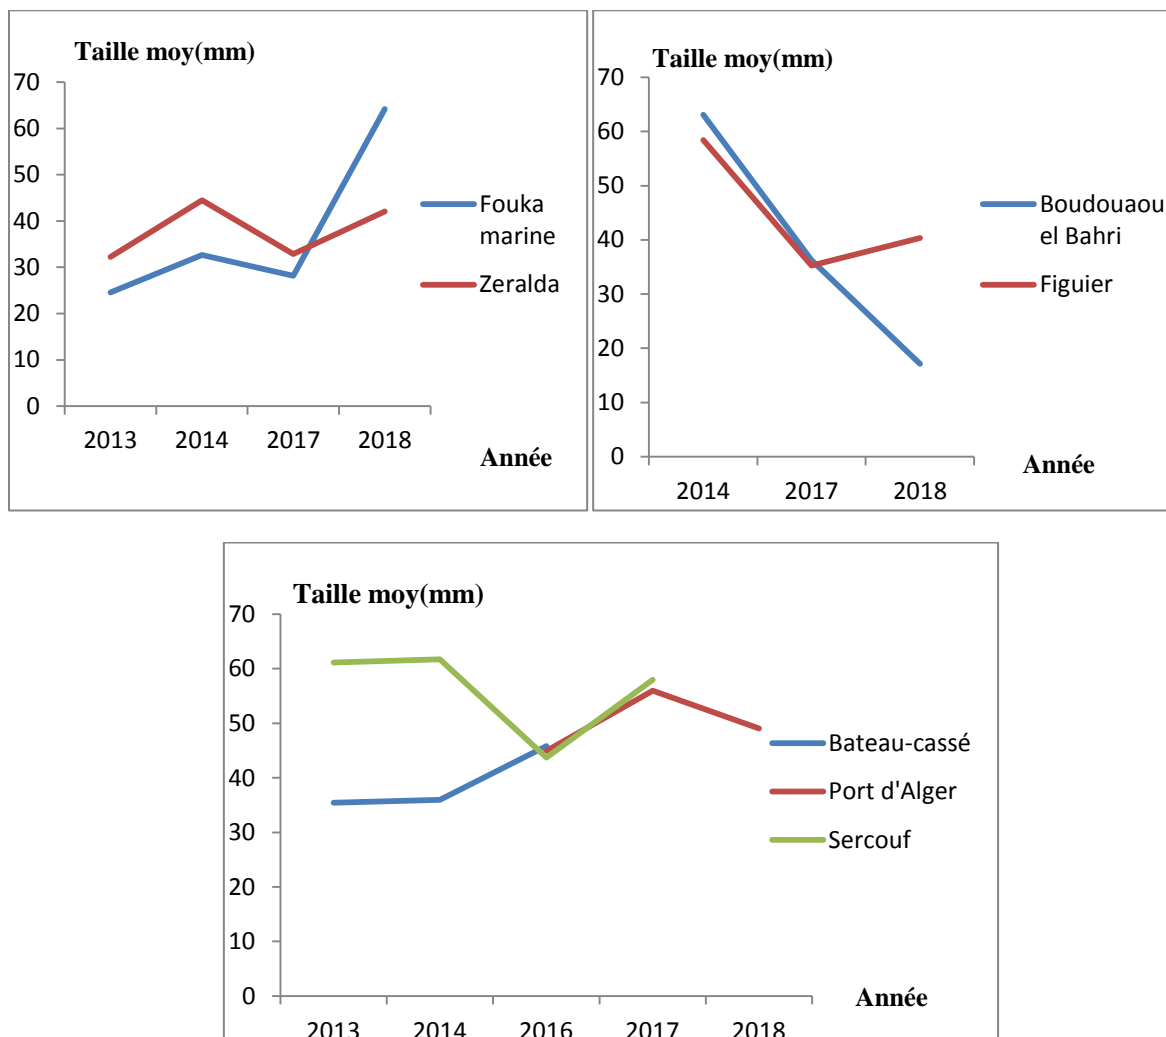 Taille moy(mm)
70
60
50
40
30
20
10
0
2013 2014 2017 2018
Année
Fouka
marine
Zeralda
Taille moy(mm)
70
60
50
40
30
20
10
0
2014 2017 2018
Année
Boudouaou
el Bahri
Figuier
Taille moy(mm)
70
60
50
40
30
20
10
0
2013 2014 2016 2017 2018
Année
Bateau-cassé
Port d'Alger
Sercouf